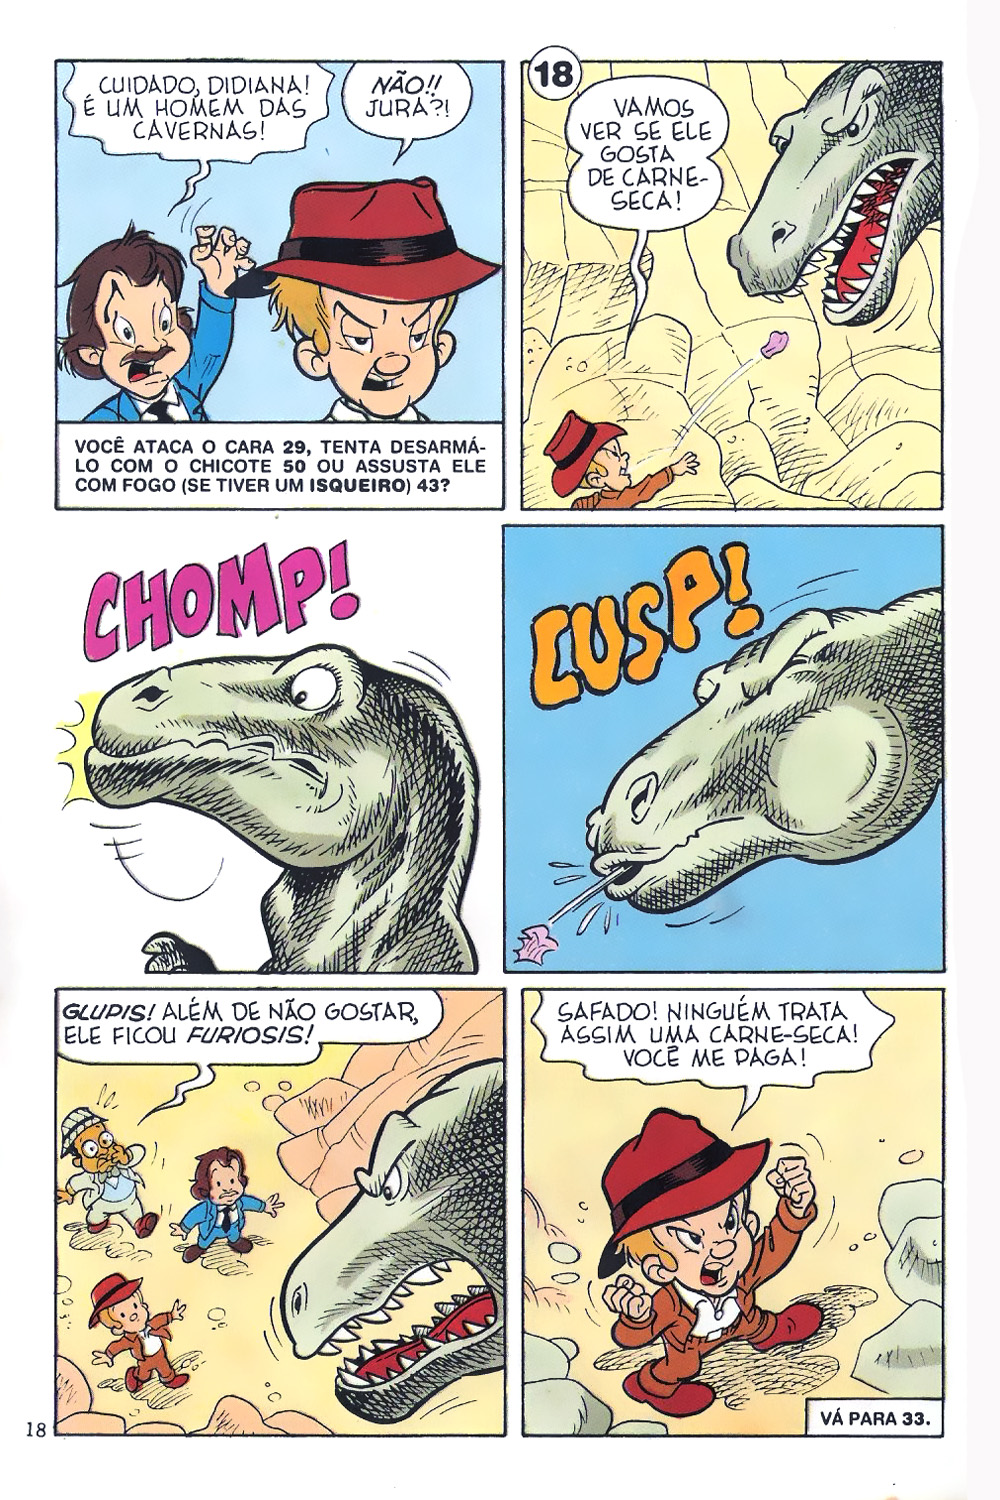 CUIDADO, DIDIANA!
É UM HOMEM DAS
CAVERNAS!
NÃO!!
JURA?!
VOCÊ ATACA O CARA 29, TENTA DESARMÁ-
LO COM O CHICOTE 50 OU ASSUSTA ELE
COM FOGO (SE TIVER UM ISQUEIRO) 43?
18
VAMOS
VER SE ELE
GOSTA
DE CARNE-
SECA!
CHOMP!
CUSP!
GLUPIS! ALÉM DE NÃO GOSTAR,
ELE FICOU FURIOSIS!
SAFADO! NINGUÉM TRATA
ASSIM UMA CARNE-SECA!
VOCÊ ME PAGA!
VÁ PARA 33.
18